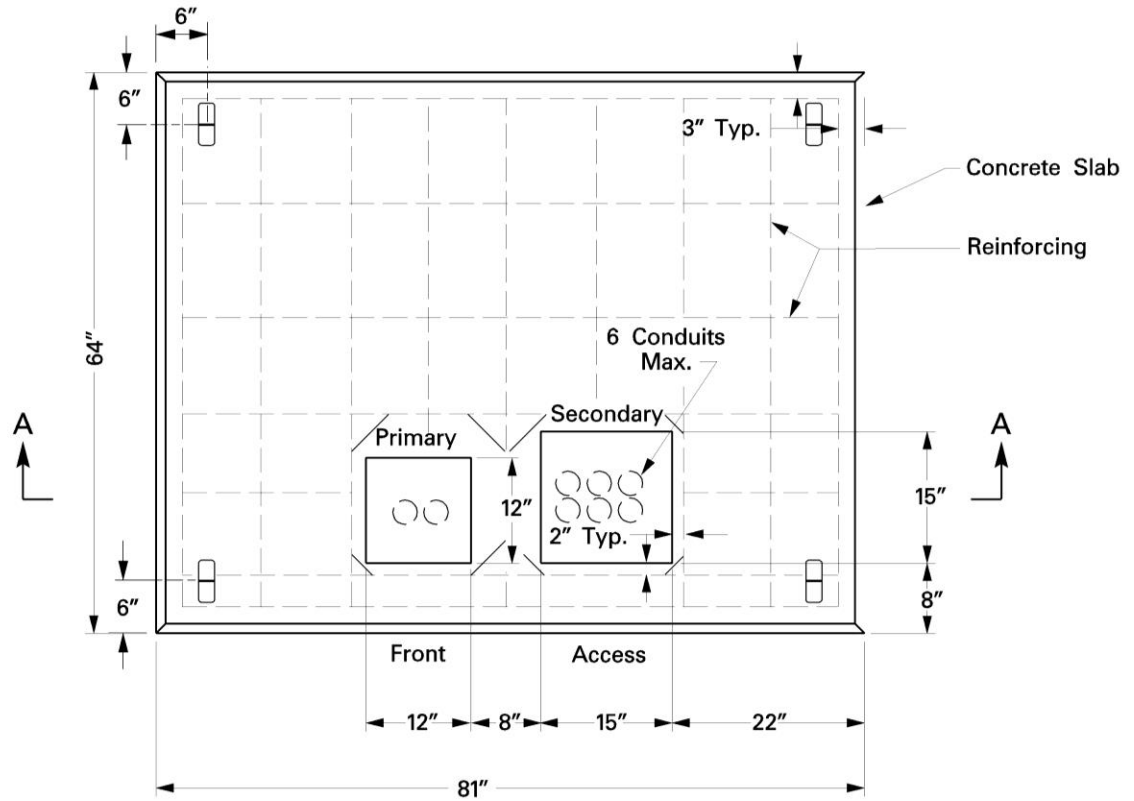 6″
6″
3″ Typ.
Concrete Slab
Reinforcing
64″
6 Conduits
Max.
Secondary
Primary
A
A
12″
15″
2″ Typ.
6″
8″
Front
Access
12″
8″
15″
22″
81″